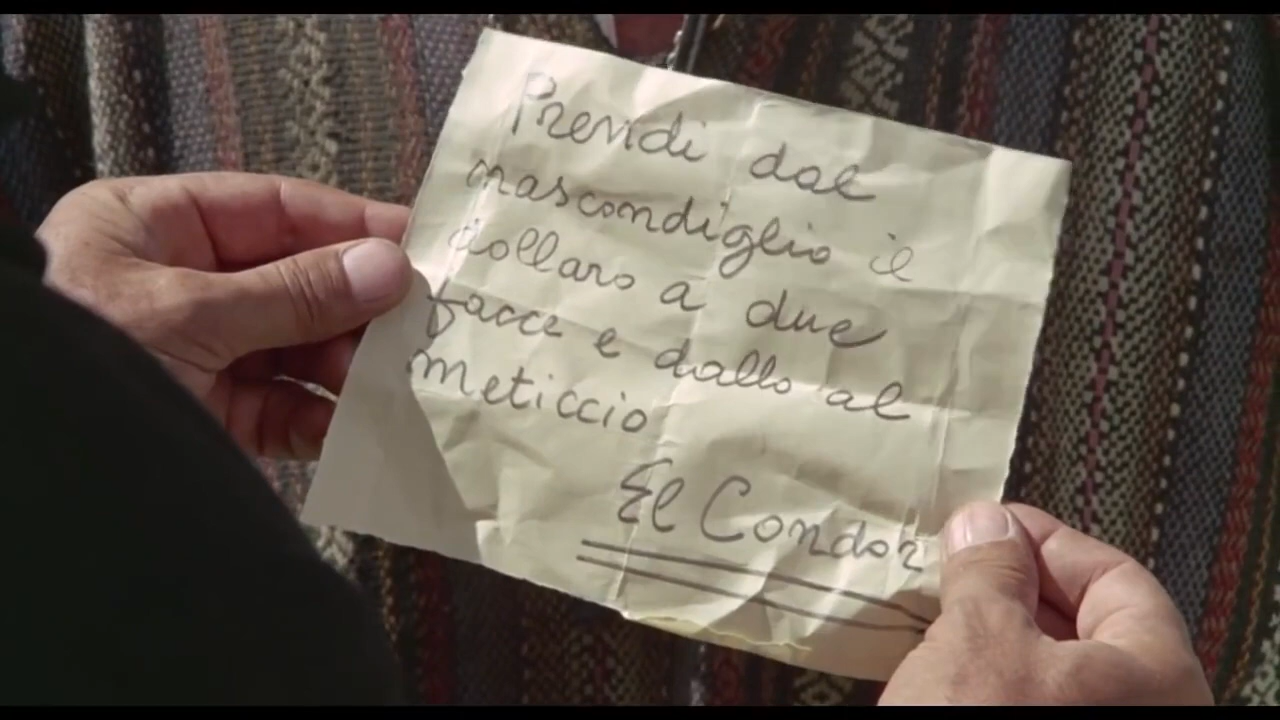 Prendi dal
nascondiglio il
dollaro a due
facce e dallo al
meticcio
El Condor